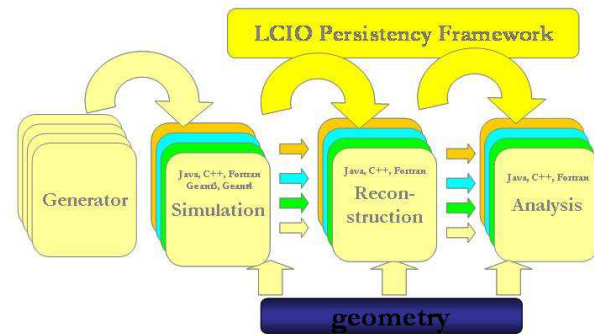 LCIO Persistency Framework
Generator
Java, C++, Fortran
Geant3, Geant4
Simulation
Java, C++, Fortran
Recon-
struction
Java, C++, Fortran
Analysis
geometry